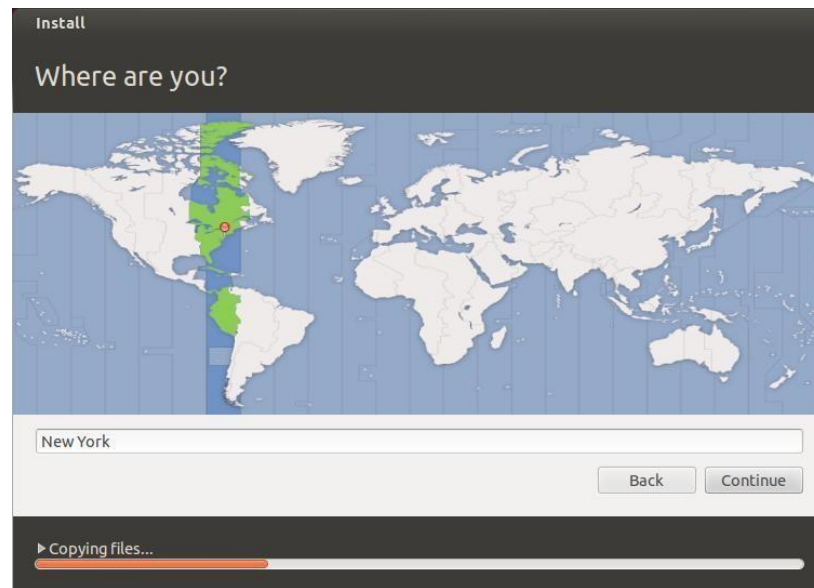 Install
Where are you?
New York
Back
Continue
Copying files...